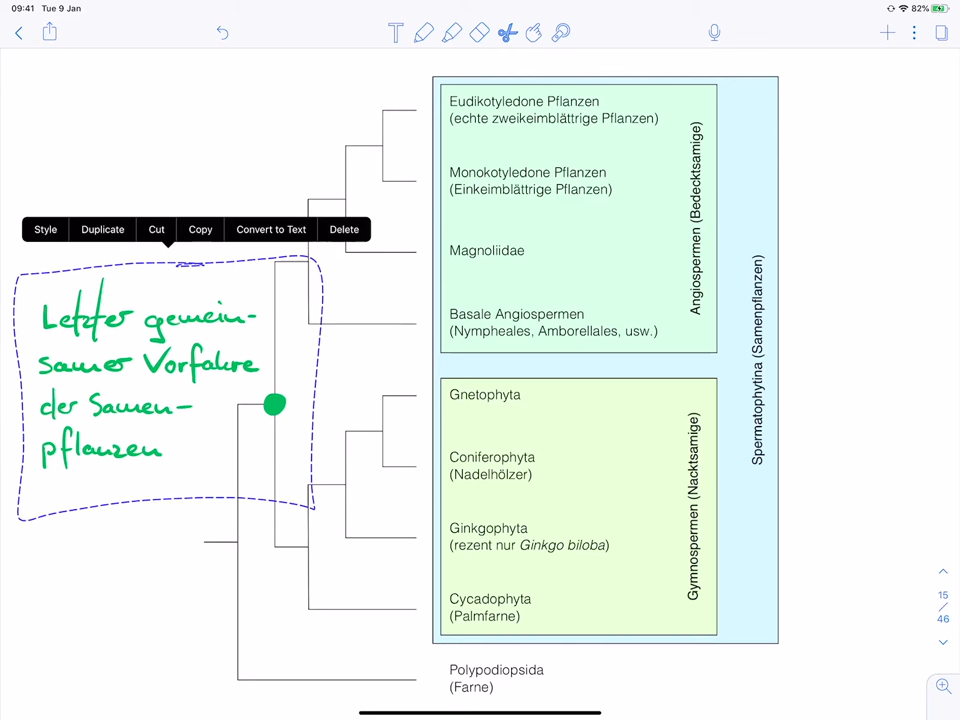 09:41 Tue 9 Jan
82%
T
Eudikotyledone Pflanzen
(echte zweikeimblättrige Pflanzen)
Monokotyledone Pflanzen
(Einkeimblättrige Pflanzen)
Magnoliidae
Basale Angiospermen
(Nympheales, Amborellales, usw.)
Angiospermen (Bedecktsamige)
Style Duplicate Cut Copy Convert to Text Delete
Letzter gemein-
samer Vorfahre
der Samen-
pflanzen
Gnetophyta
Coniferophyta
(Nadelhölzer)
Ginkgophyta
(rezent nur Ginkgo biloba)
Cycadophyta
(Palmfarne)
Gymnospermen (Nacktsamige)
Spermatophytina (Samenpflanzen)
Polypodiopsida
(Farne)
15
/
46